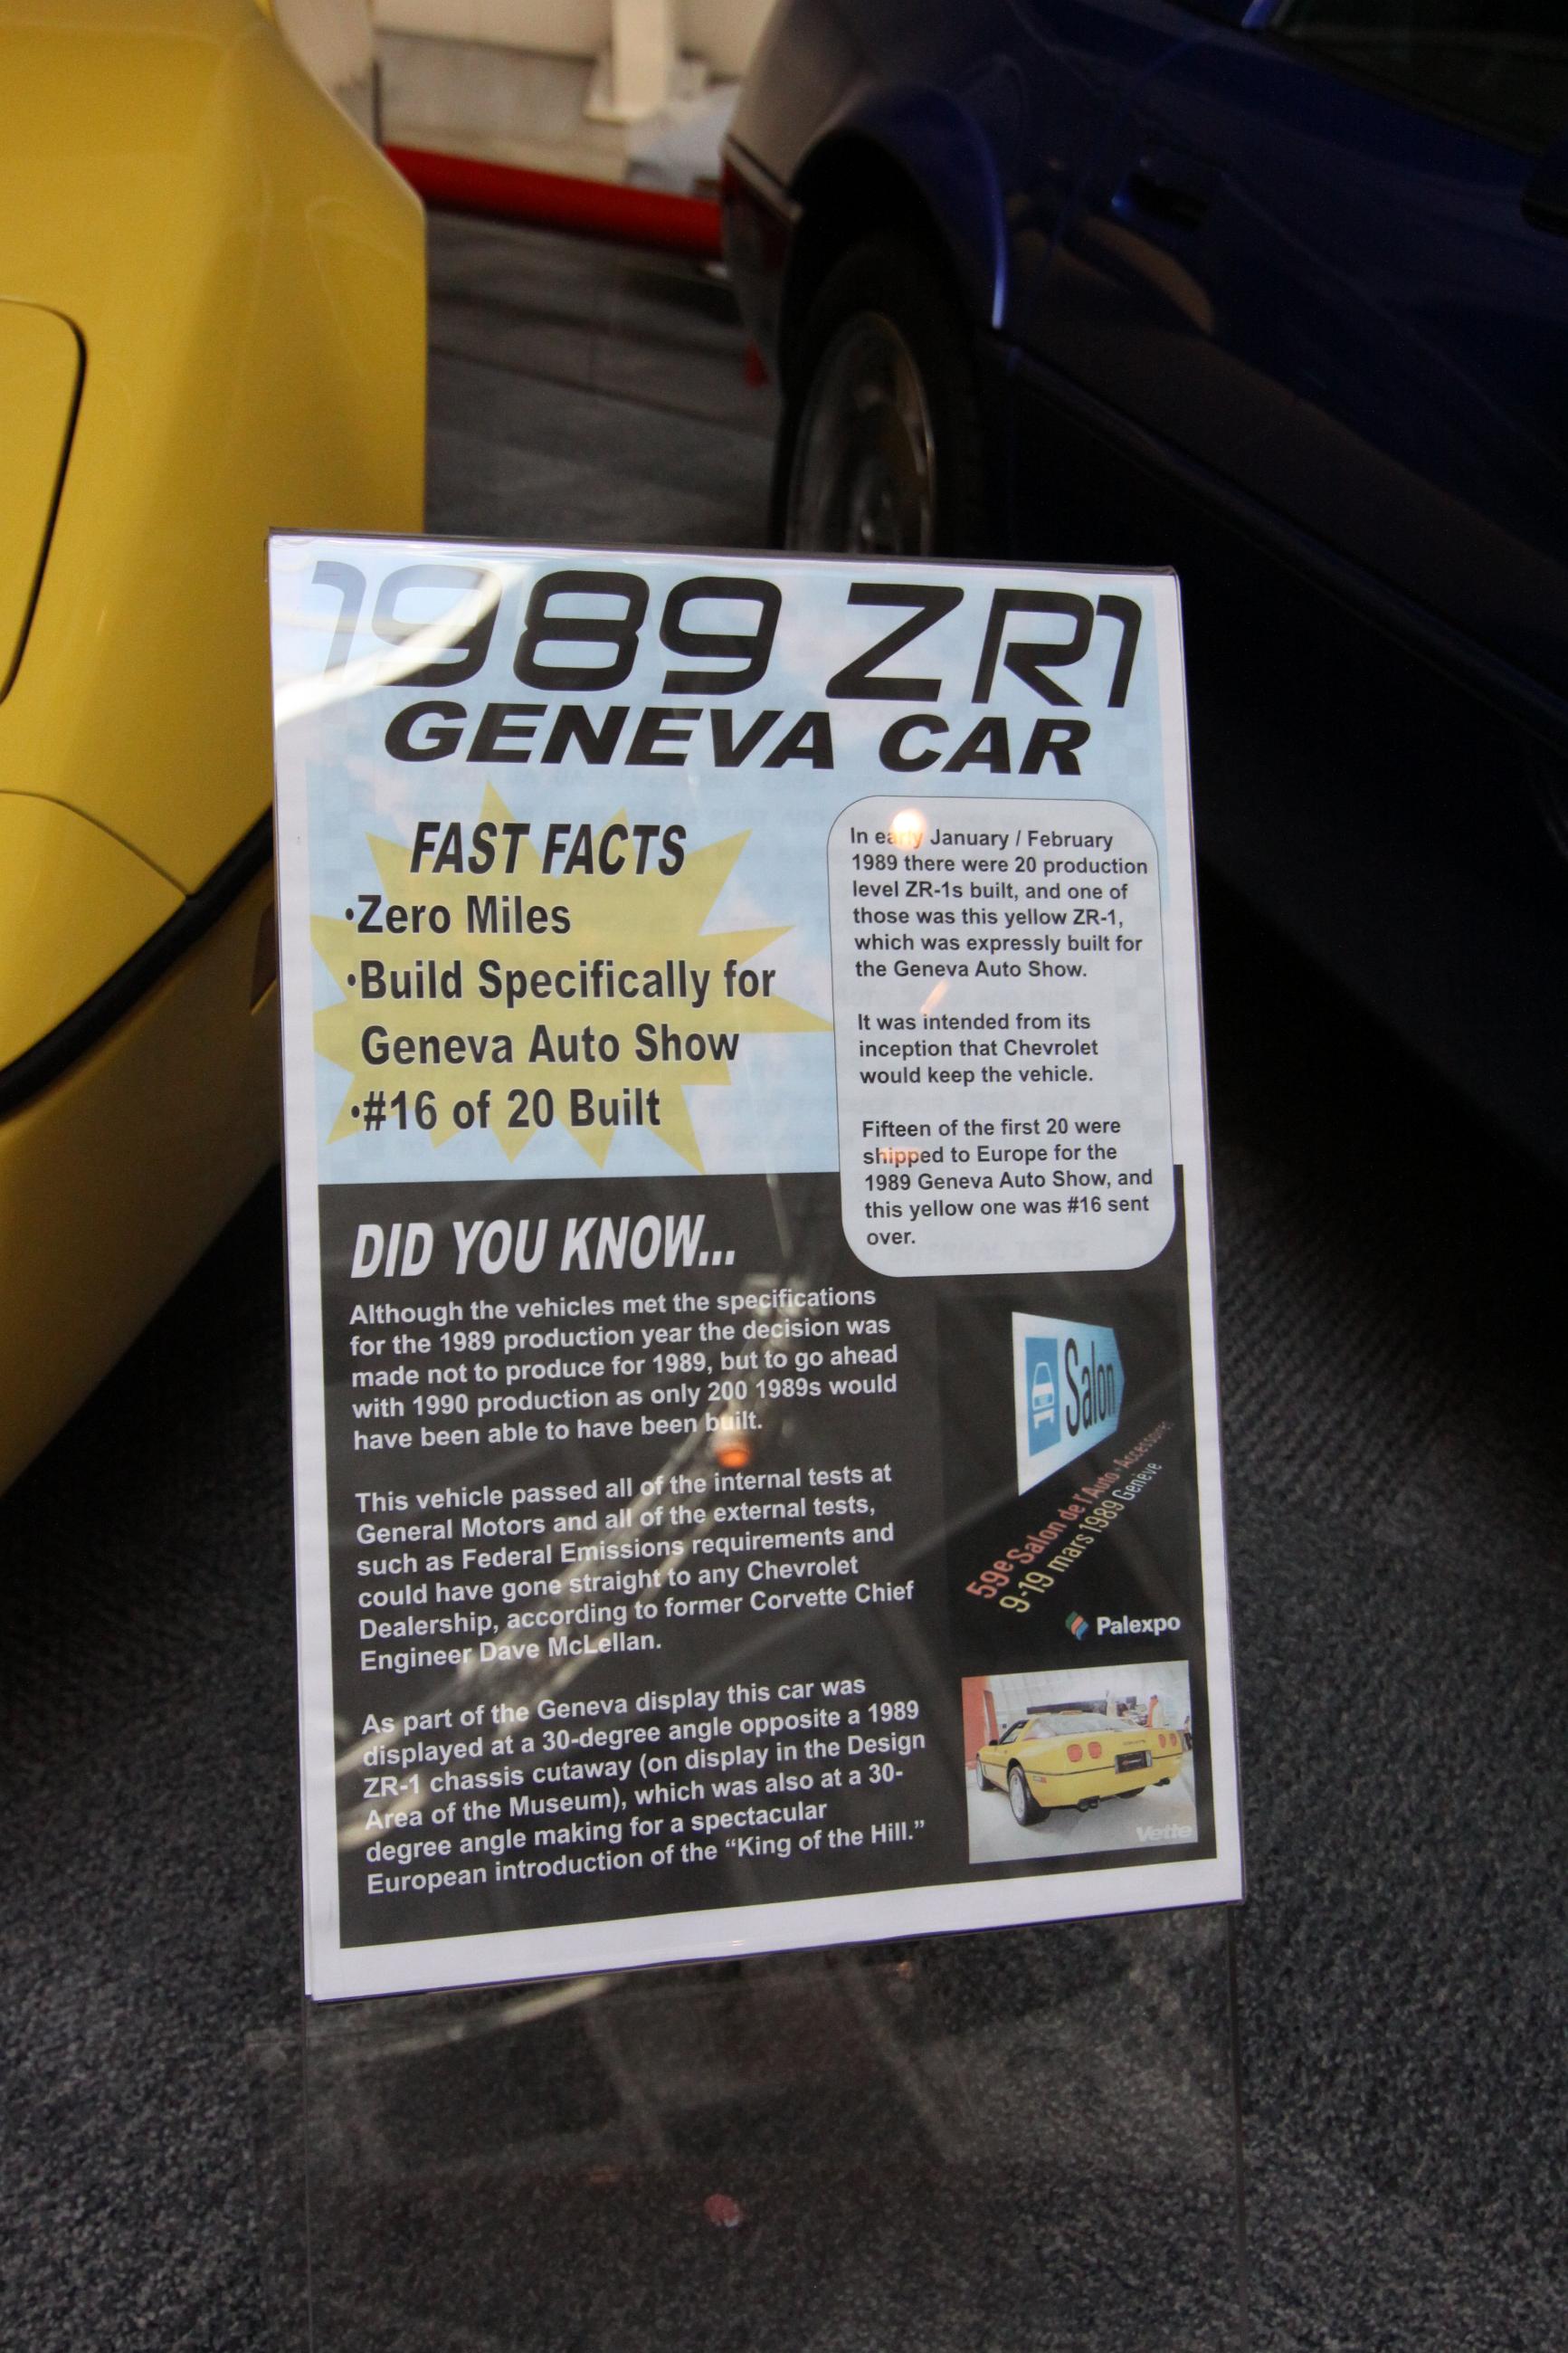 1989 ZR1
GENEVA CAR
FAST FACTS
•Zero Miles
•Build Specifically for
Geneva Auto Show
•#16 of 20 Built
In early January / February
1989 there were 20 production
level ZR-1s built, and one of
those was this yellow ZR-1,
which was expressly built for
the Geneva Auto Show.
It was intended from its
inception that Chevrolet
would keep the vehicle.
Fifteen of the first 20 were
shipped to Europe for the
1989 Geneva Auto Show, and
this yellow one was #16 sent
over.
DID YOU KNOW...
Although the vehicles met the specifications
for the 1989 production year the decision was
made not to produce for 1989, but to go ahead
with 1990 production as only 200 1989s would
have been able to have been built.
This vehicle passed all of the internal tests at
General Motors and all of the external tests,
such as Federal Emissions requirements and
could have gone straight to any Chevrolet
Dealership, according to former Corvette Chief
Engineer Dave McLellan.
As part of the Geneva display this car was
displayed at a 30-degree angle opposite a 1989
ZR-1 chassis cutaway (on display in the Design
Area of the Museum), which was also at a 30-
degree angle making for a spectacular
European introduction of the “King of the Hill.”
Salon
59e Salon de l'Auto + Accessoires
9-19 mars 1989 Genève
Palexpo
Vette